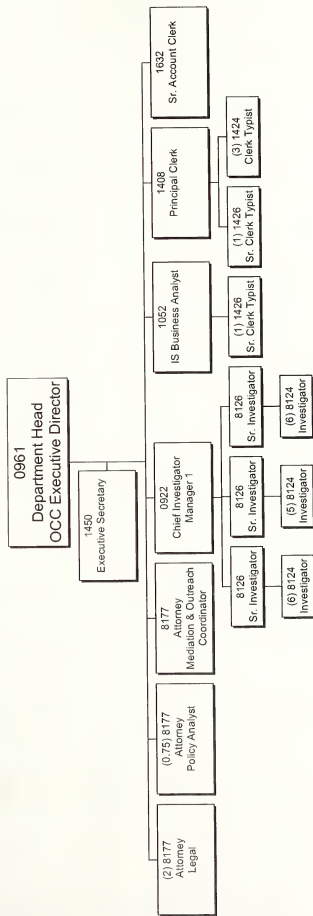 0961
Department Head
OCC Executive Director
1450
Executive Secretary
(2) 8177
Attorney
Legal
(0.75) 8177
Attorney
Policy Analyst
8177
Attorney
Mediation & Outreach
Coordinator
0922
Chief Investigator
Manager 1
1052
IS Business Analyst
1408
Principal Clerk
1632
Sr. Account Clerk
8126
Sr. Investigator
8126
Sr. Investigator
8126
Sr. Investigator
(1) 1426
Sr. Clerk Typist
(1) 1426
Sr. Clerk Typist
(3) 1424
Clerk Typist
(6) 8124
Investigator
(5) 8124
Investigator
(6) 8124
Investigator